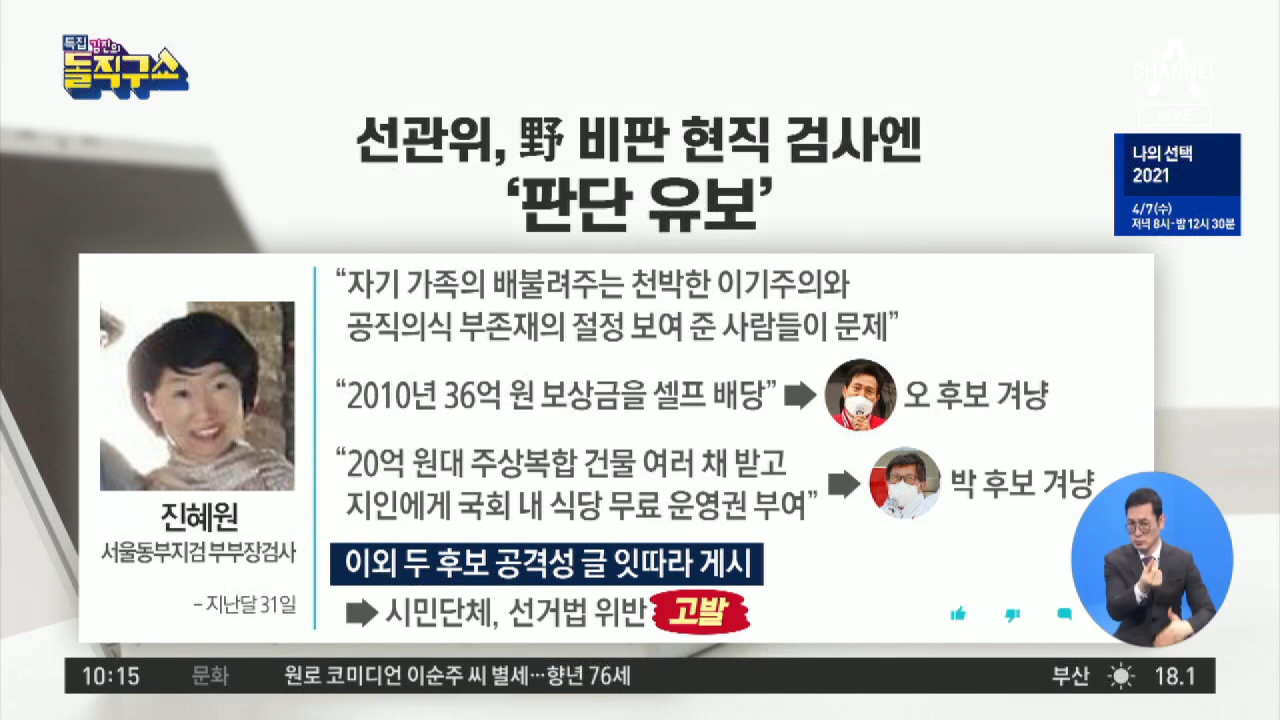 특집 김진의
돌직구쇼
CHANNEL A
LIVE
선관위, 野 비판 현직 검사엔
‘판단 유보’
나의 선택
2021
4/7(수)
저녁 8시-밤 12시 30분
“자기 가족의 배불려주는 천박한 이기주의와
공직의식 부존재의 절정 보여 준 사람들이 문제”
“2010년 36억 원 보상금을 셀프 배당” ➡ 오 후보 겨냥
“20억 원대 주상복합 건물 여러 채 받고
지인에게 국회 내 식당 무료 운영권 부여” ➡ 박 후보 겨냥
진혜원
서울동부지검 부부장검사
- 지난달 31일
이외 두 후보 공격성 글 잇따라 게시
➡ 시민단체, 선거법 위반 고발
10:15 문화 원로 코미디언 이순주 씨 별세…향년 76세 부산 18.1